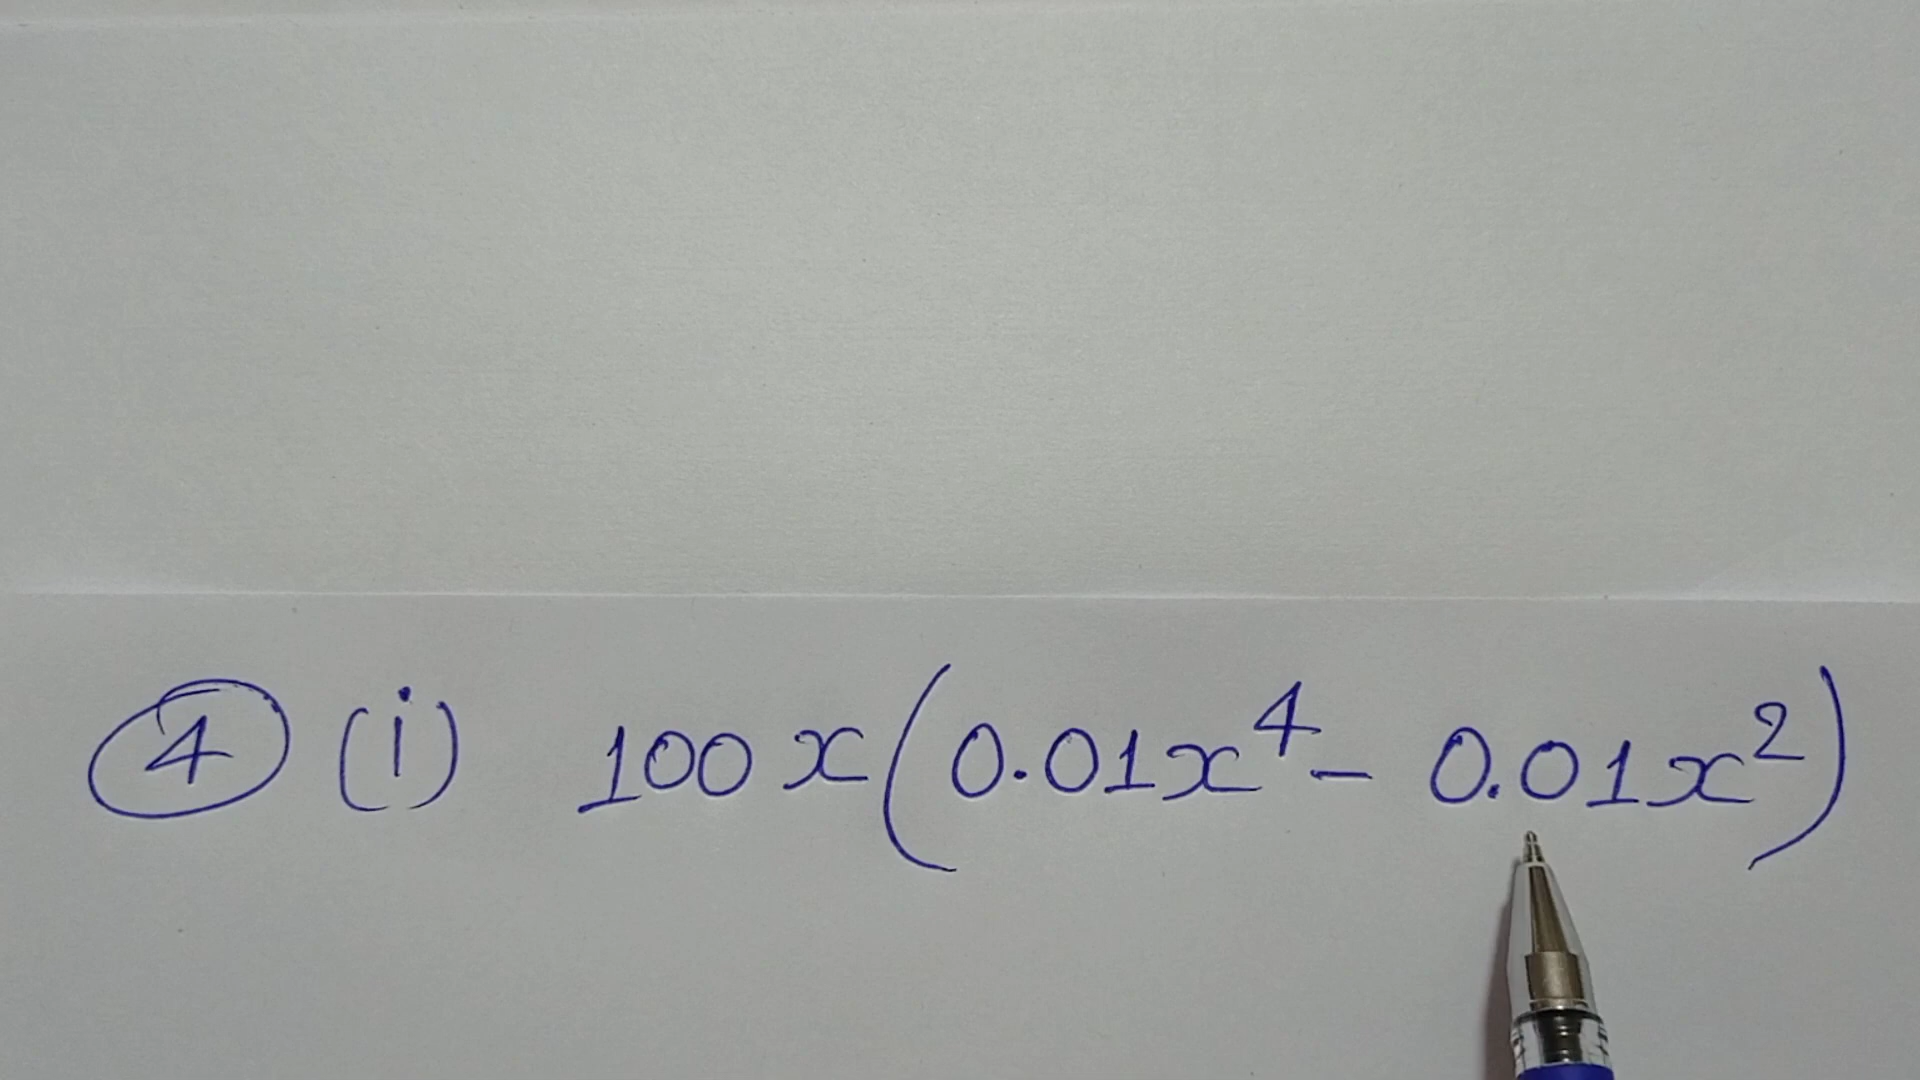 ④ (i) 100x(0.01x⁴ - 0.01x²)